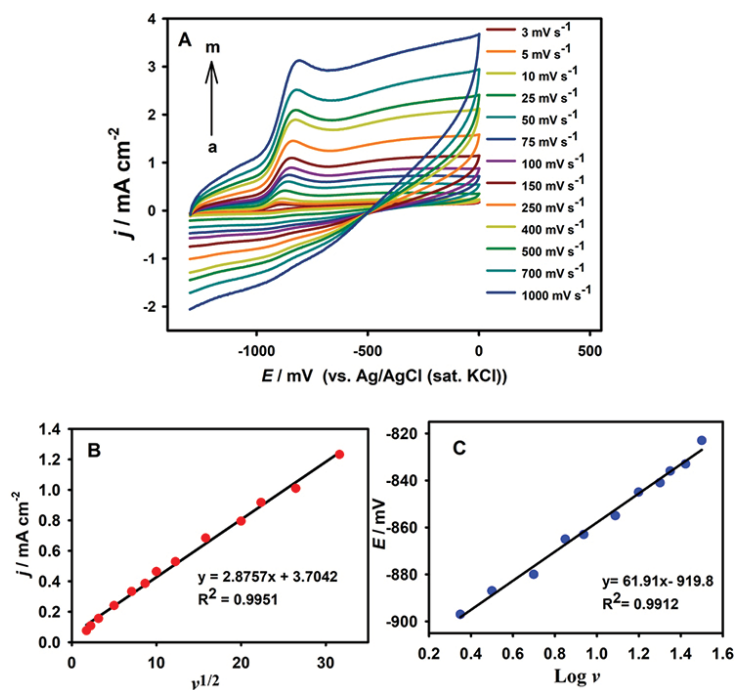 A
m
a
4
3
2
1
0
-1
-2
j / mA cm-2
-1000 -500 0 500
E / mV (vs. Ag/AgCl (sat. KCl))
3 mV s-1
5 mV s-1
10 mV s-1
25 mV s-1
50 mV s-1
75 mV s-1
100 mV s-1
150 mV s-1
250 mV s-1
400 mV s-1
500 mV s-1
700 mV s-1
1000 mV s-1
B
1.4
1.2
1.0
0.8
0.6
0.4
0.2
0.0
j / mA cm-2
y = 2.8757x + 3.7042
R2 = 0.9951
0 10 20 30
ν1/2
C
-820
-840
-860
-880
-900
E / mV
y= 61.91x- 919.8
R2= 0.9912
0.2 0.4 0.6 0.8 1.0 1.2 1.4 1.6
Log ν